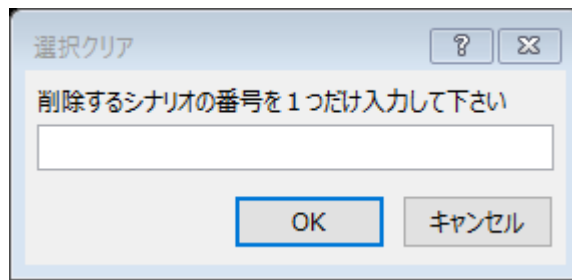 選択クリア
削除するシナリオの番号を１つだけ入力して下さい
OK
キャンセル